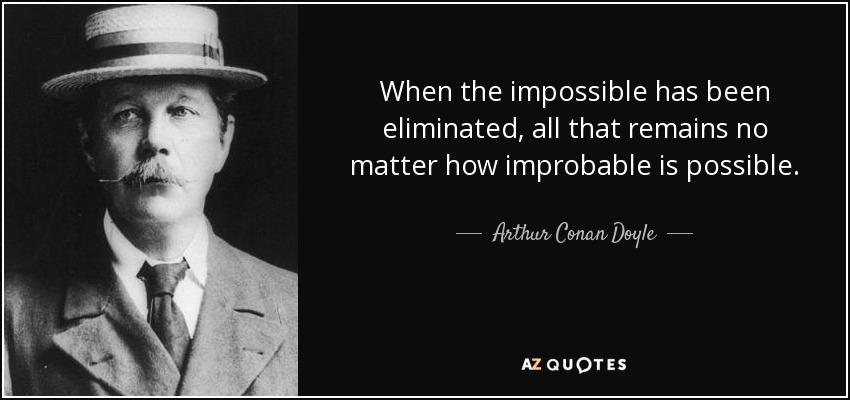 When the impossible has been
eliminated, all that remains no
matter how improbable is possible.
Arthur Conan Doyle
AZ QUOTES